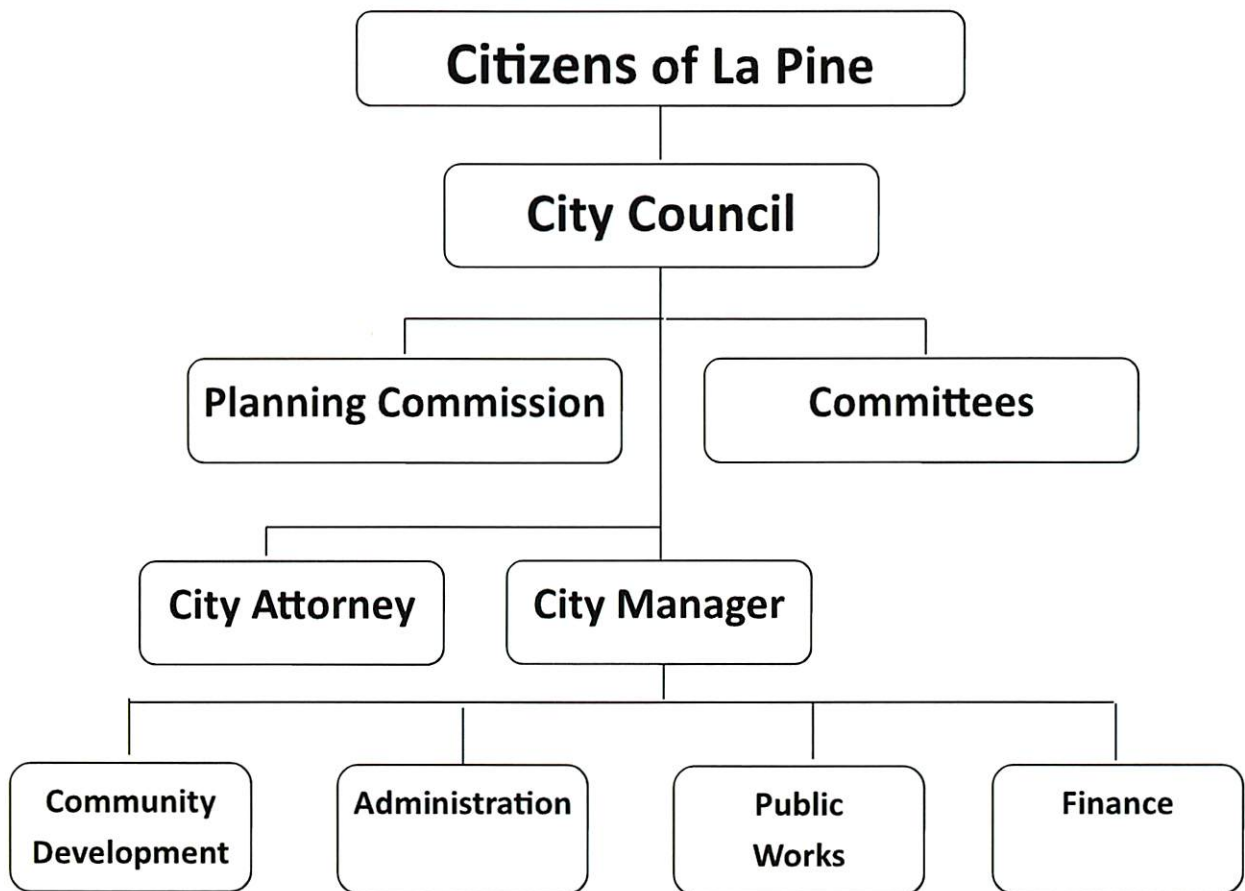 Citizens of La Pine
City Council
Planning Commission
Committees
City Attorney
City Manager
Community
Development
Administration
Public
Works
Finance